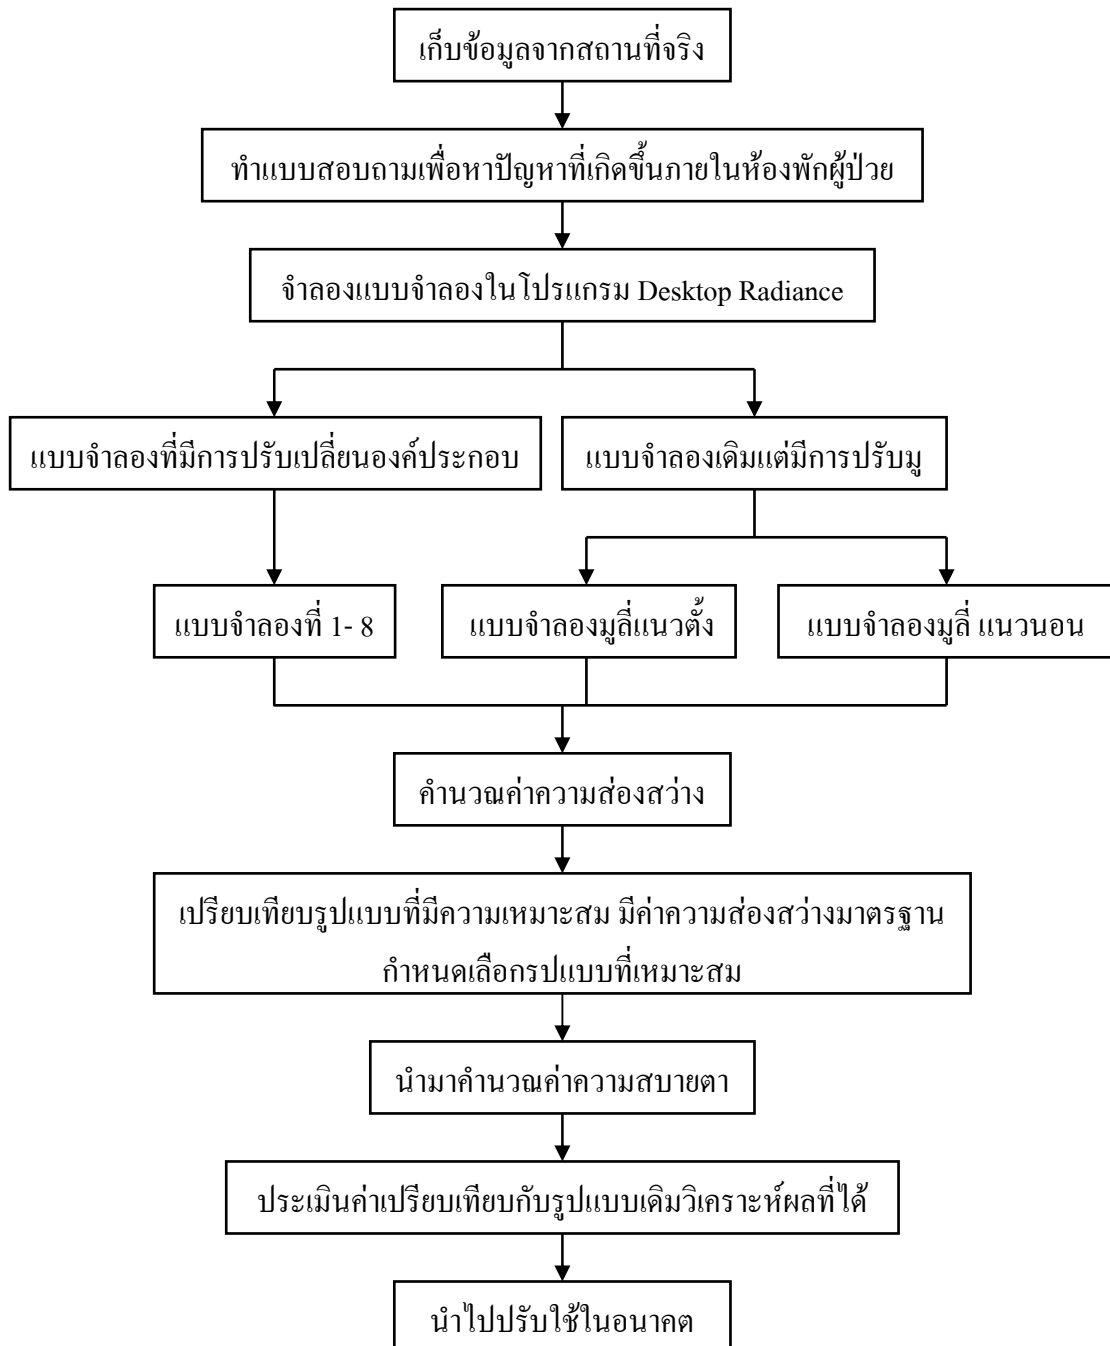 เก็บข้อมูลจากสถานที่จริง
ทำแบบสอบถามเพื่อหาปัญหาที่เกิดขึ้นภายในห้องพักผู้ป่วย
จำลองแบบจำลองในโปรแกรม Desktop Radiance
แบบจำลองที่มีการปรับเปลี่ยนองค์ประกอบ
แบบจำลองเดิมแต่มีการปรับมู
แบบจำลองที่ 1- 8
แบบจำลองมูลี่แนวตั้ง
แบบจำลองมูลี่ แนวนอน
คำนวณค่าความส่องสว่าง
เปรียบเทียบรูปแบบที่มีความเหมาะสม มีค่าความส่องสว่างมาตรฐาน
กำหนดเลือกรปแบบที่เหมาะสม
นำมาคำนวณค่าความสบายตา
ประเมินค่าเปรียบเทียบกับรูปแบบเดิมวิเคราะห์ผลที่ได้
นำไปปรับใช้ในอนาคต